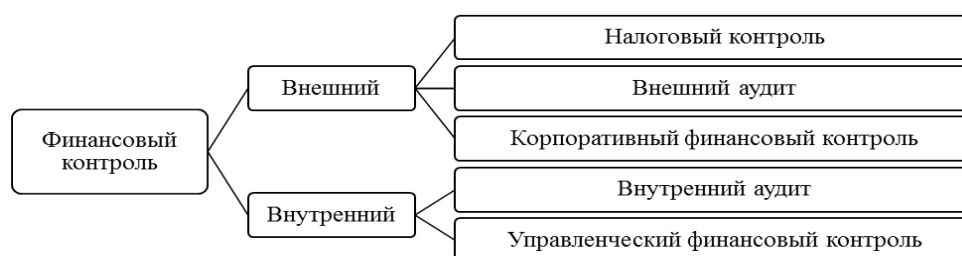 Финансовый
контроль
Внешний
Налоговый контроль
Внешний аудит
Корпоративный финансовый контроль
Внутренний
Внутренний аудит
Управленческий финансовый контроль